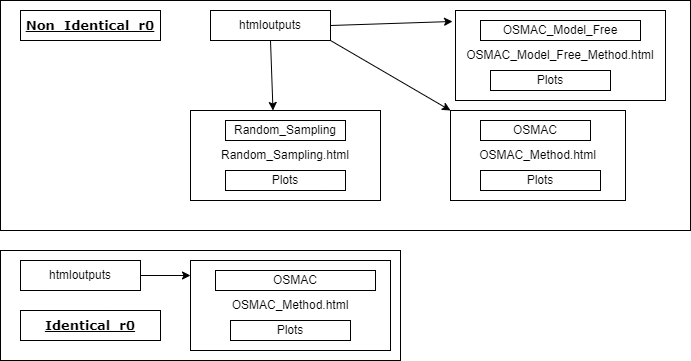 Non_Identical_r0
htmloutputs
OSMAC_Model_Free
OSMAC_Model_Free_Method.html
Plots
Random_Sampling
Random_Sampling.html
Plots
OSMAC
OSMAC_Method.html
Plots
htmloutputs
OSMAC
OSMAC_Method.html
Plots
Identical_r0